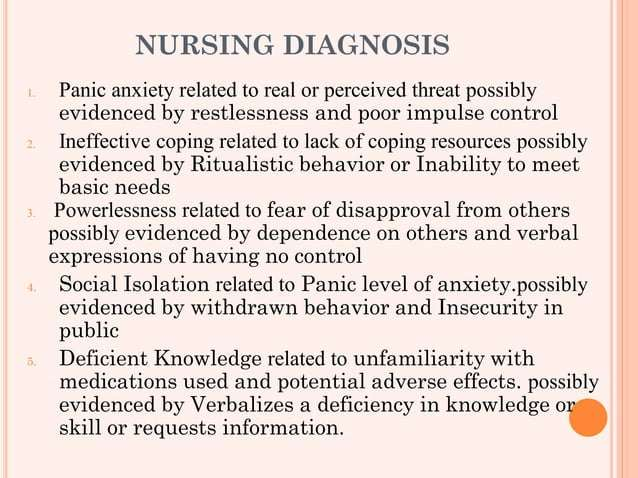 NURSING DIAGNOSIS
1. Panic anxiety related to real or perceived threat possibly
evidenced by restlessness and poor impulse control
2. Ineffective coping related to lack of coping resources possibly
evidenced by Ritualistic behavior or Inability to meet
basic needs
3. Powerlessness related to fear of disapproval from others
possibly evidenced by dependence on others and verbal
expressions of having no control
4. Social Isolation related to Panic level of anxiety.possibly
evidenced by withdrawn behavior and Insecurity in
public
5. Deficient Knowledge related to unfamiliarity with
medications used and potential adverse effects. possibly
evidenced by Verbalizes a deficiency in knowledge or
skill or requests information.